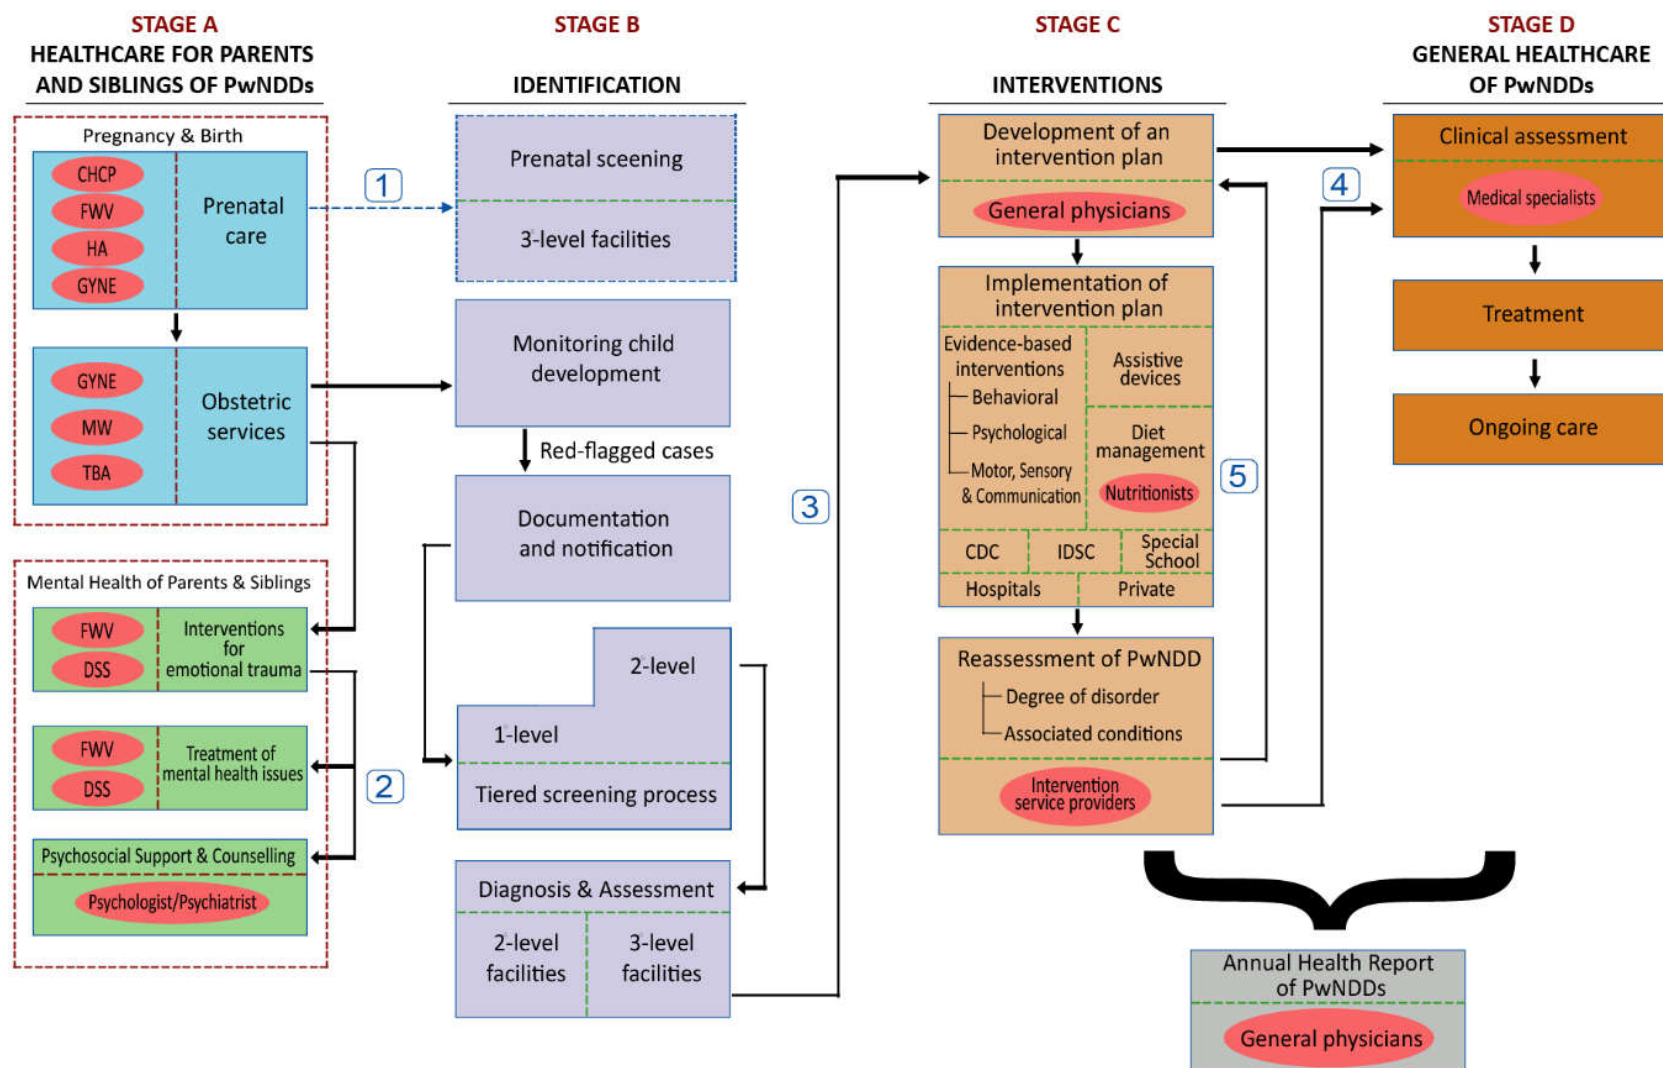 STAGE A
HEALTHCARE FOR PARENTS
AND SIBLINGS OF PwNDDs
Pregnancy & Birth
CHCP
FWV
HA
GYNE
Prenatal
care
1
GYNE
MW
TBA
Obstetric
services
Mental Health of Parents & Siblings
FWV
DSS
Interventions
for
emotional trauma
FWV
DSS
Treatment of
mental health issues
2
Psychosocial Support & Counselling
Psychologist/Psychiatrist
STAGE B
IDENTIFICATION
Prenatal sceening
3°-level facilities
Monitoring child
development
Red-flagged cases
Documentation
and notification
2°-level
1°-level
Tiered screening process
Diagnosis & Assessment
2°-level
facilities
3°-level
facilities
3
STAGE C
INTERVENTIONS
Development of an
intervention plan
General physicians
Implementation of
intervention plan
Evidence-based
interventions
Behavioral
Psychological
Motor, Sensory
& Communication
Assistive
devices
Diet
management
Nutritionists
CDC
IDSC
Special
School
Hospitals
Private
5
Reassessment of PwNDD
Degree of disorder
Associated conditions
Intervention
service providers
4
STAGE D
GENERAL HEALTHCARE
OF PwNDDs
Clinical assessment
Medical specialists
Treatment
Ongoing care
Annual Health Report
of PwNDDs
General physicians